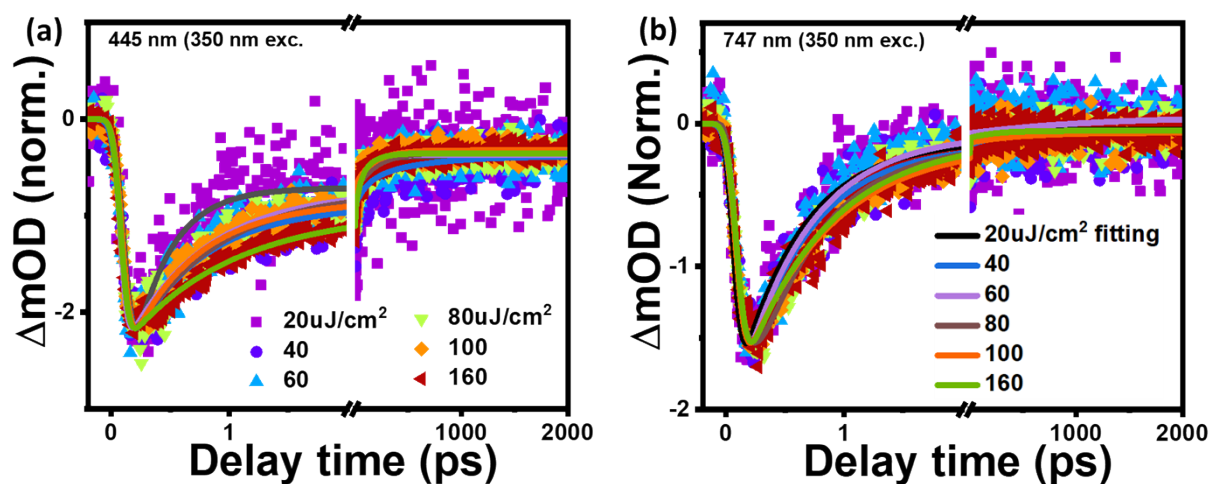 (a)
445 nm (350 nm exc.
ΔmOD (norm.)
0
-2
20uJ/cm²
40
60
80uJ/cm²
100
160
0
1
1000
2000
Delay time (ps)
(b)
747 nm (350 nm exc.)
ΔmOD (Norm.)
0
-1
-2
20uJ/cm² fitting
40
60
80
100
160
0
1
1000
2000
Delay time (ps)